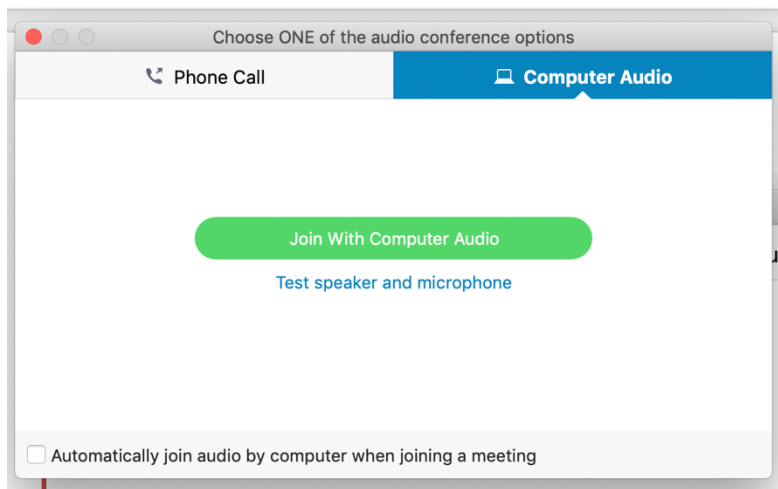 Choose ONE of the audio conference options
Phone Call
Computer Audio
Join With Computer Audio
Test speaker and microphone
Automatically join audio by computer when joining a meeting